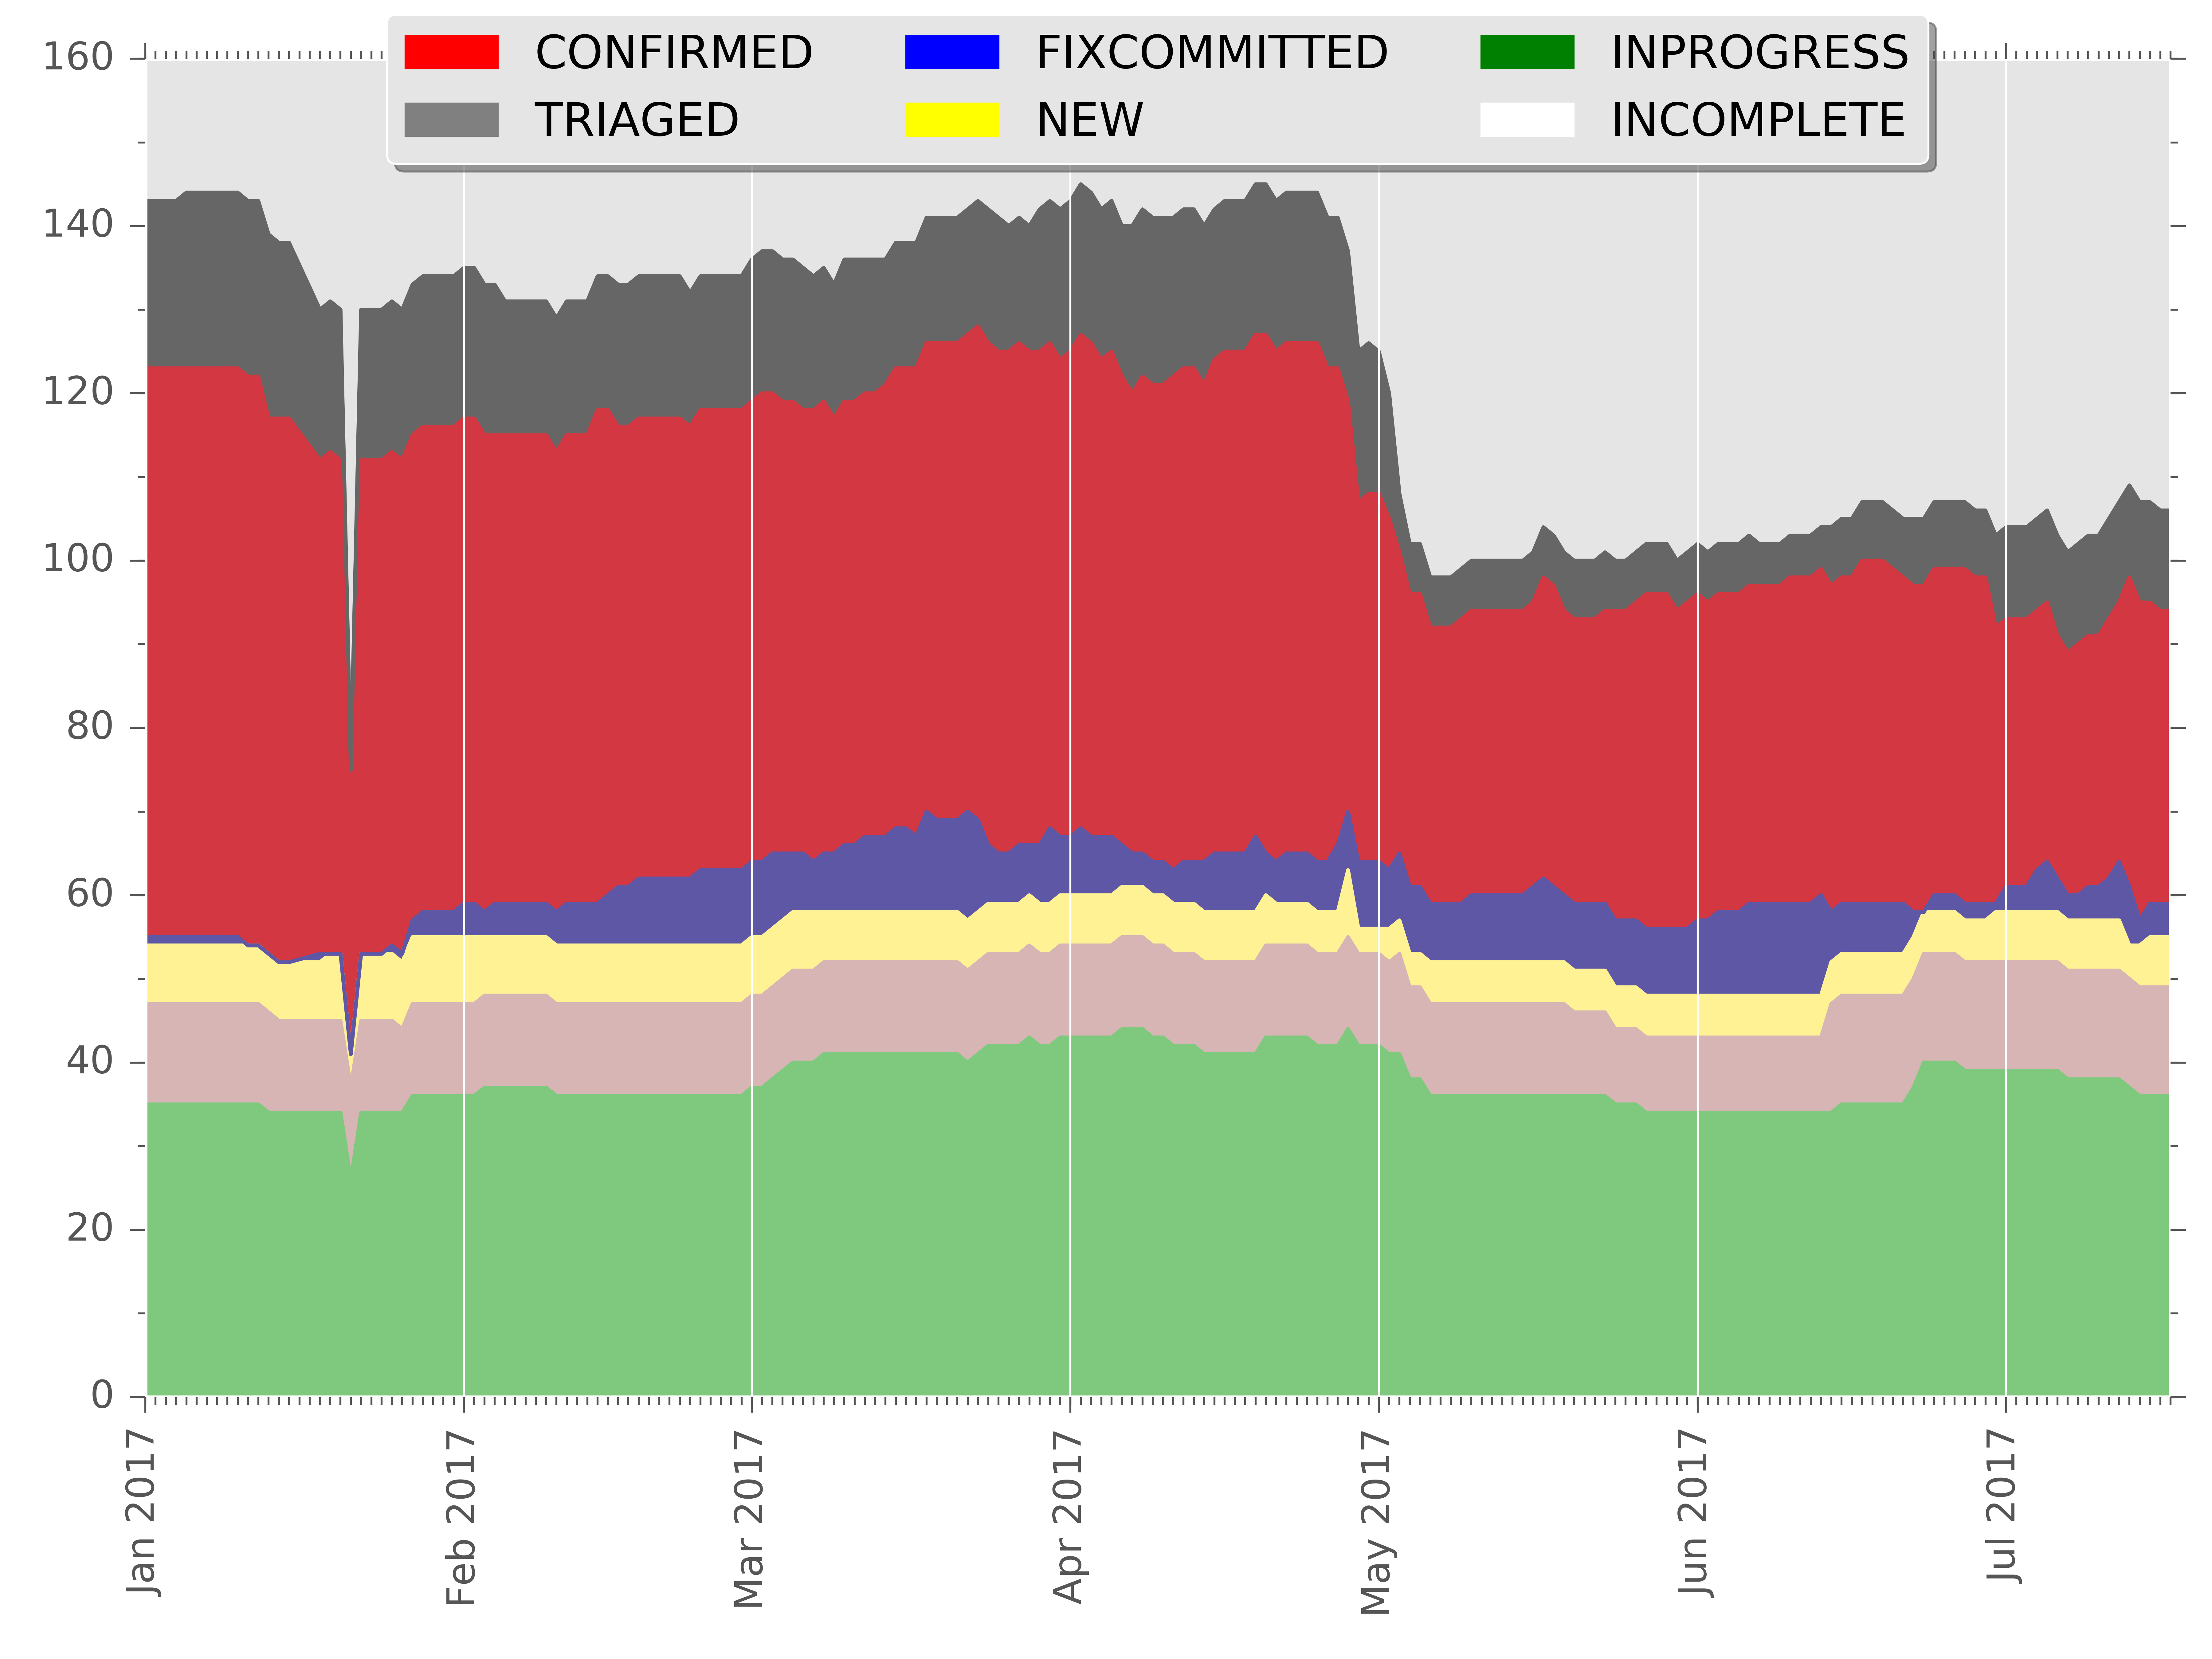 CONFIRMED FIXCOMMITTED INPROGRESS
TRIAGED NEW INCOMPLETE
160
140
120
100
80
60
40
20
0
Jan 2017
Feb 2017
Mar 2017
Apr 2017
May 2017
Jun 2017
Jul 2017